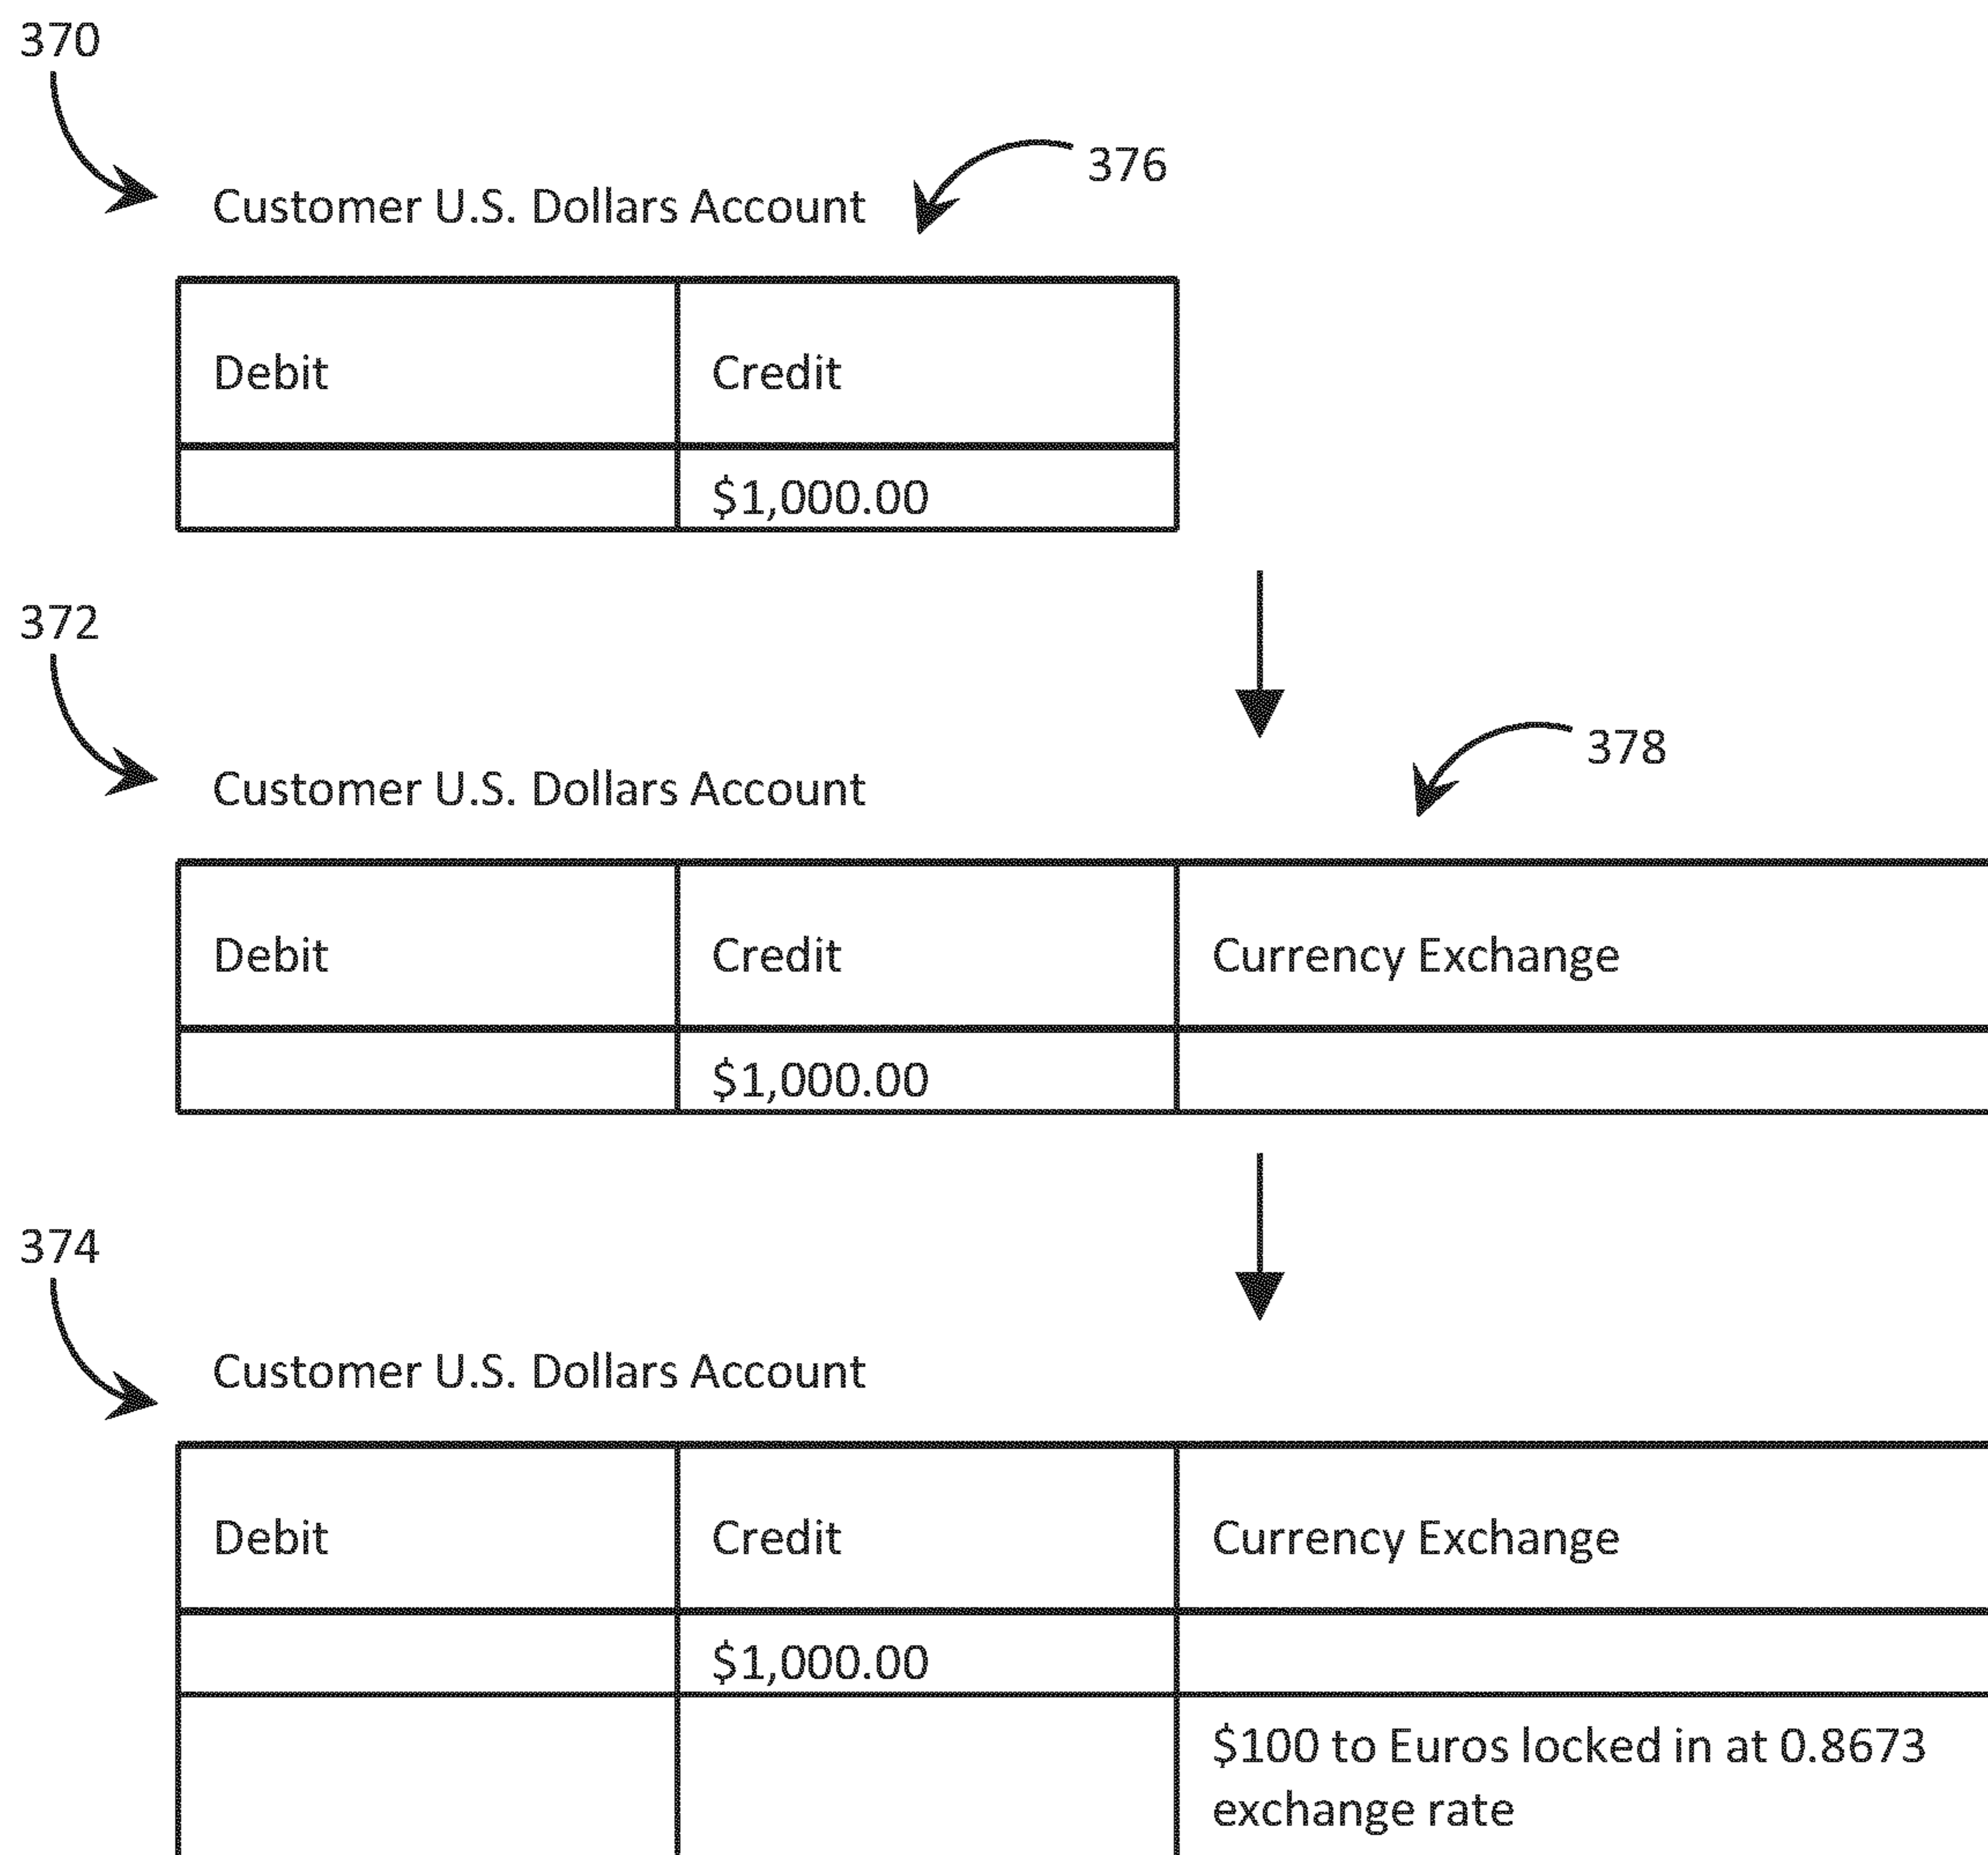 370
376
Customer U.S. Dollars Account
Debit Credit
$1,000.00
372
378
Customer U.S. Dollars Account
Debit Credit Currency Exchange
$1,000.00
374
Customer U.S. Dollars Account
Debit Credit Currency Exchange
$1,000.00
$100 to Euros locked in at 0.8673
exchange rate